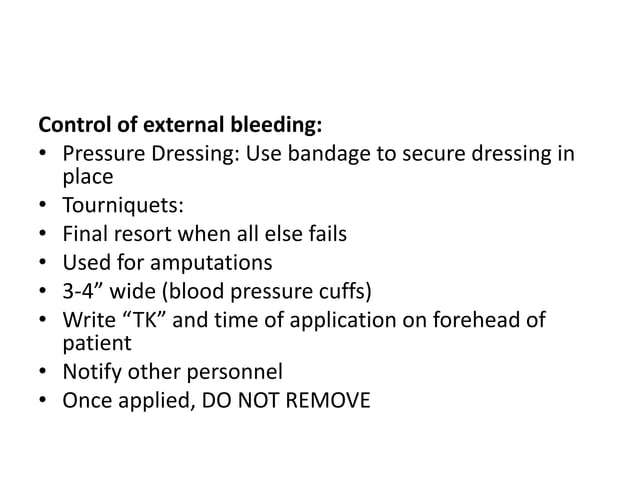 Control of external bleeding:
• Pressure Dressing: Use bandage to secure dressing in
place
• Tourniquets:
• Final resort when all else fails
• Used for amputations
• 3-4” wide (blood pressure cuffs)
• Write “TK” and time of application on forehead of
patient
• Notify other personnel
• Once applied, DO NOT REMOVE